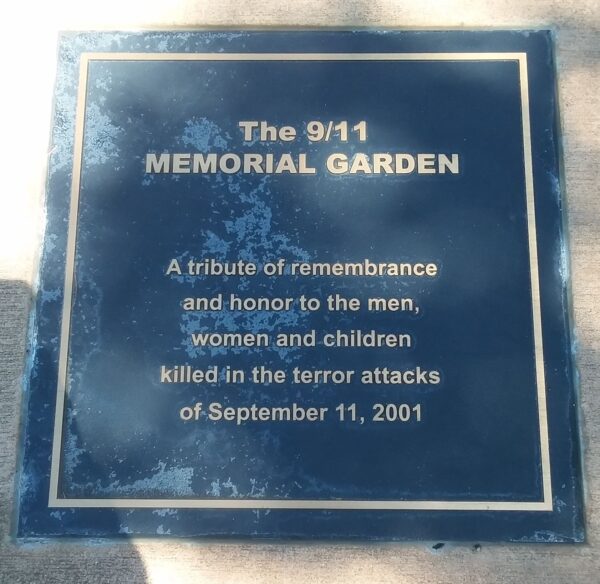 The 9/11
MEMORIAL GARDEN
A tribute of remembrance
and honor to the men,
women and children
killed in the terror attacks
of September 11, 2001